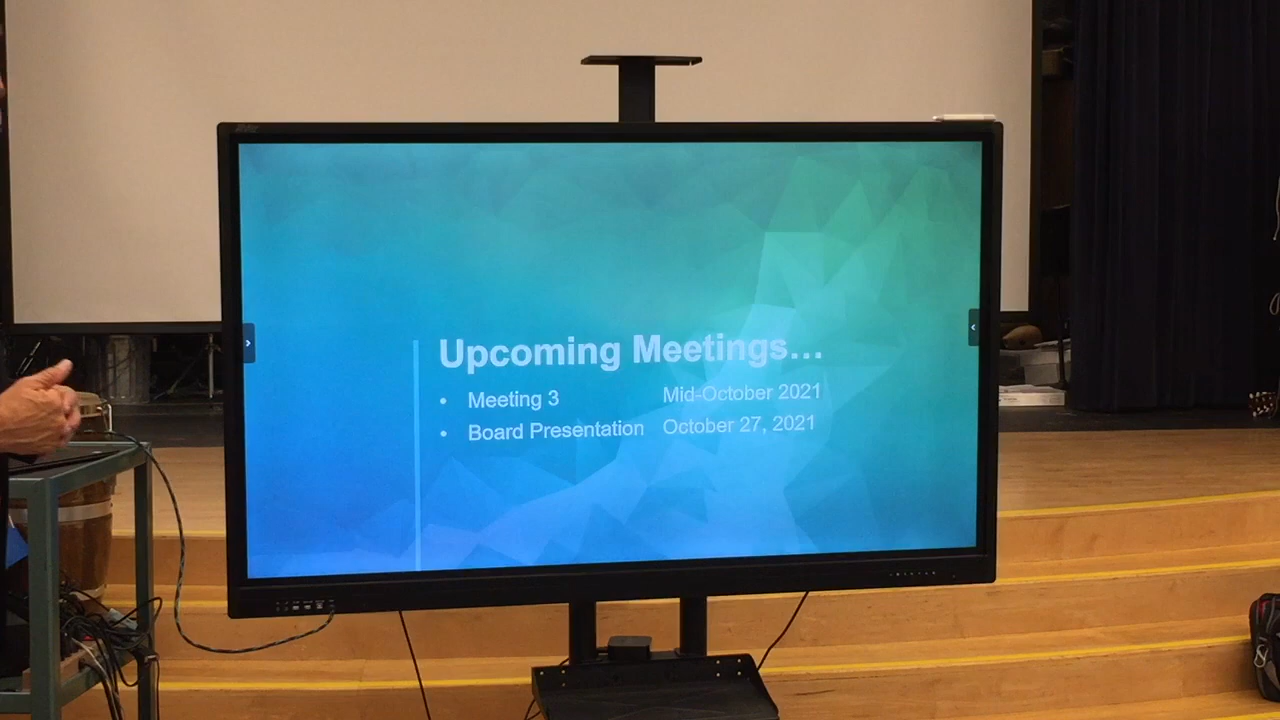 Upcoming Meetings...
• Meeting 3 Mid-October 2021
• Board Presentation October 27, 2021